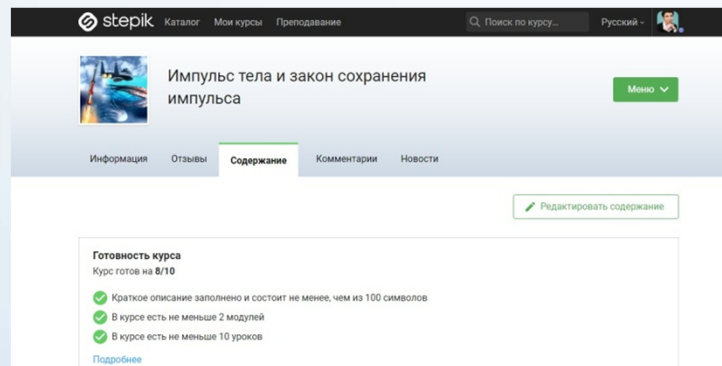 stepik Каталог Мои курсы Преподавание Поиск по курсу... Русский
Импульс тела и закон сохранения
импульса
Меню
Информация Отзывы Содержание Комментарии Новости
Редактировать содержание
Готовность курса
Курс готов на 8/10
Краткое описание заполнено и состоит не менее, чем из 100 символов
В курсе есть не меньше 2 модулей
В курсе есть не меньше 10 уроков
Подробнее